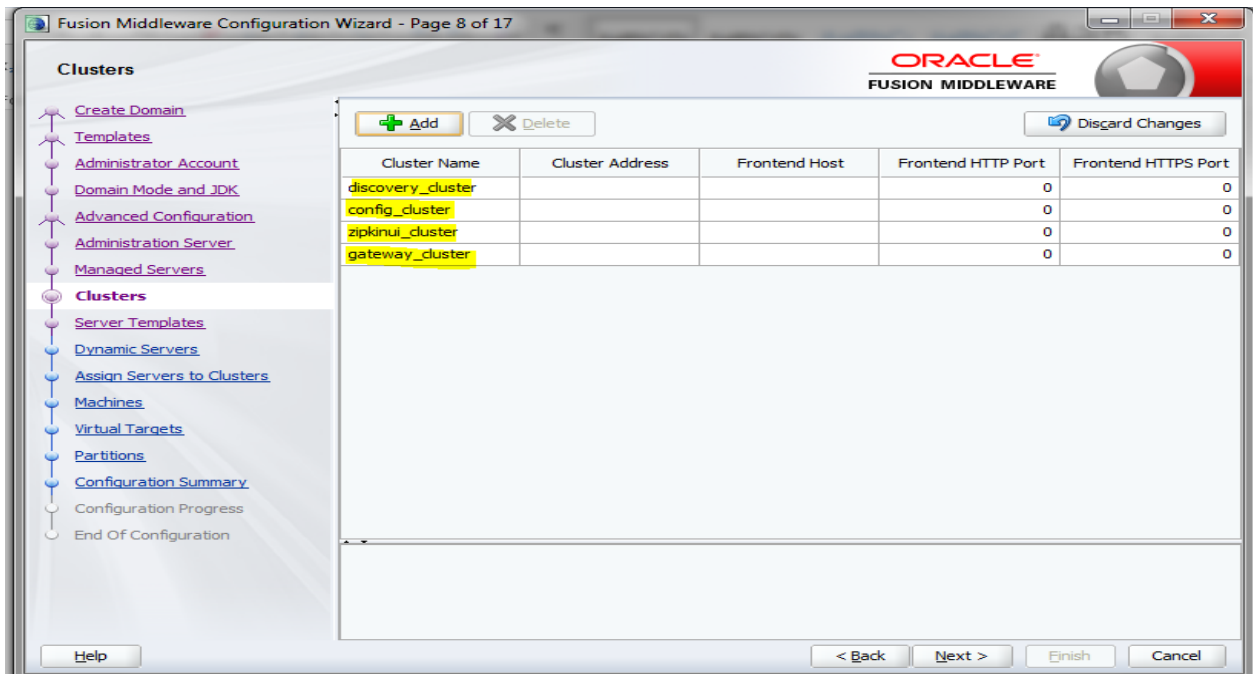 Fusion Middleware Configuration Wizard - Page 8 of 17
Clusters
ORACLE
FUSION MIDDLEWARE
Create Domain
Templates
Administrator Account
Domain Mode and JDK
Advanced Configuration
Administration Server
Managed Servers
Clusters
Server Templates
Dynamic Servers
Assign Servers to Clusters
Machines
Virtual Targets
Partitions
Configuration Summary
Configuration Progress
End Of Configuration
Add Delete Discard Changes
Cluster Name Cluster Address Frontend Host Frontend HTTP Port Frontend HTTPS Port
discovery_cluster 0 0
config_cluster 0 0
zipkinui_cluster 0 0
gateway_cluster 0 0
Help < Back Next > Finish Cancel